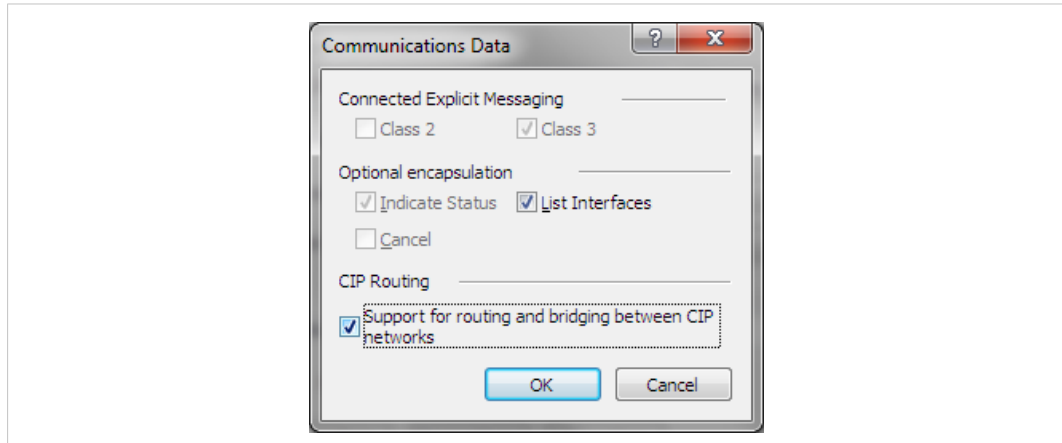 Communications Data
?
X
Connected Explicit Messaging
Class 2
Class 3
Optional encapsulation
Indicate Status
List Interfaces
Cancel
CIP Routing
Support for routing and bridging between CIP
networks
OK
Cancel